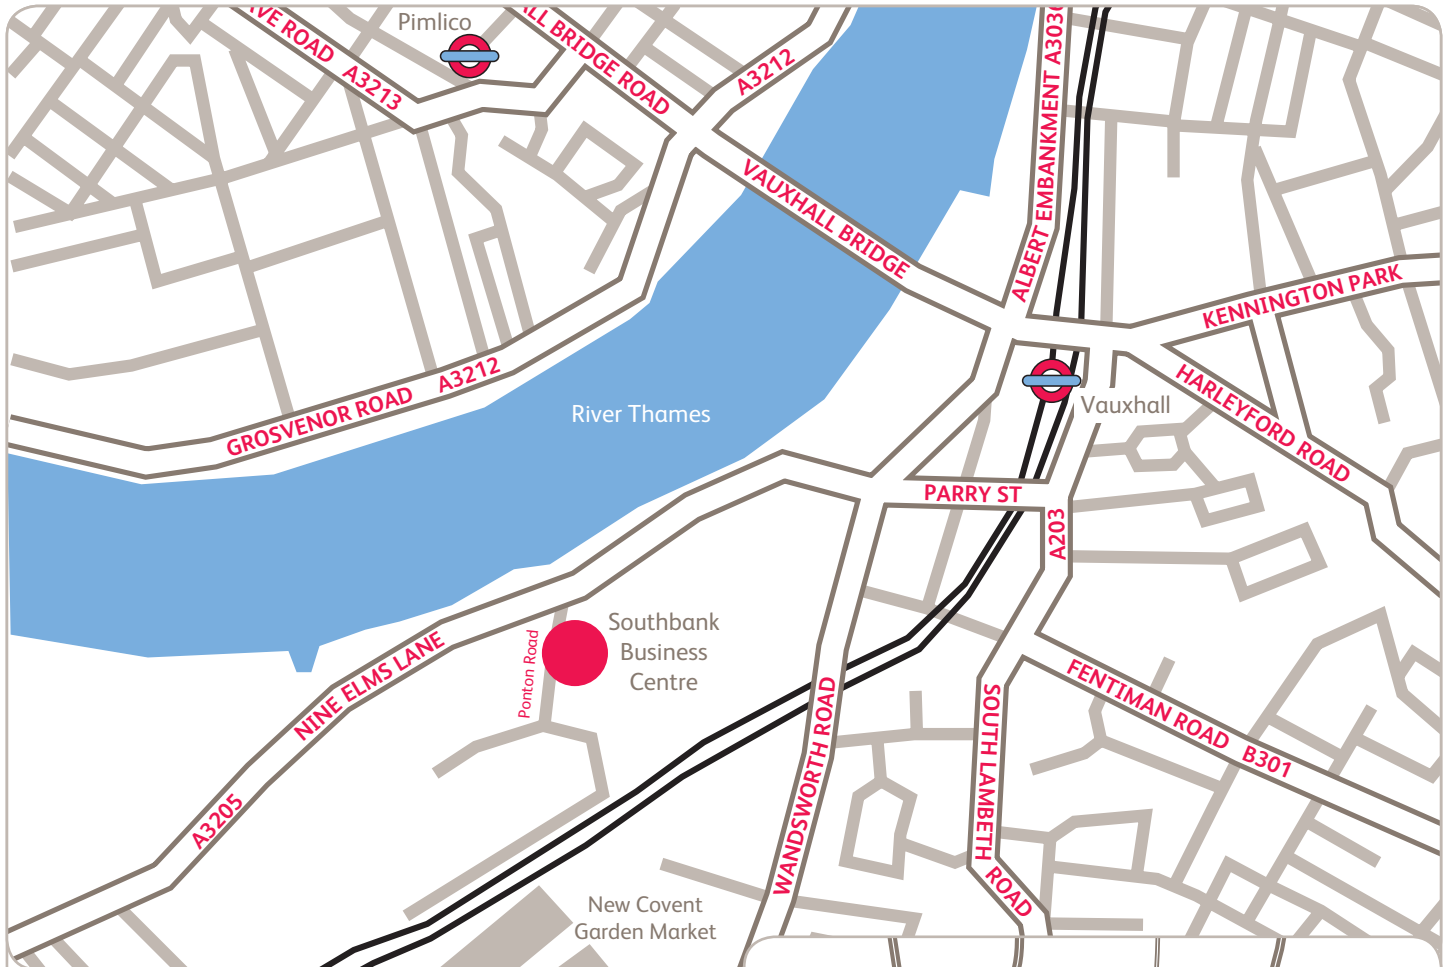 Pimlico
VE ROAD A3213
ALL BRIDGE ROAD
A3212
ALBERT EMBANKMENT A3036
VAUXHALL BRIDGE
KENNINGTON PARK
HARLEYFORD ROAD
Vauxhall
GROSVENOR ROAD A3212
River Thames
PARRY ST
A203
Southbank
Business
Centre
Ponton Road
NINE ELMS LANE
A3205
WANDSWORTH ROAD
SOUTH LAMBETH ROAD
FENTIMAN ROAD B301
New Covent
Garden Market